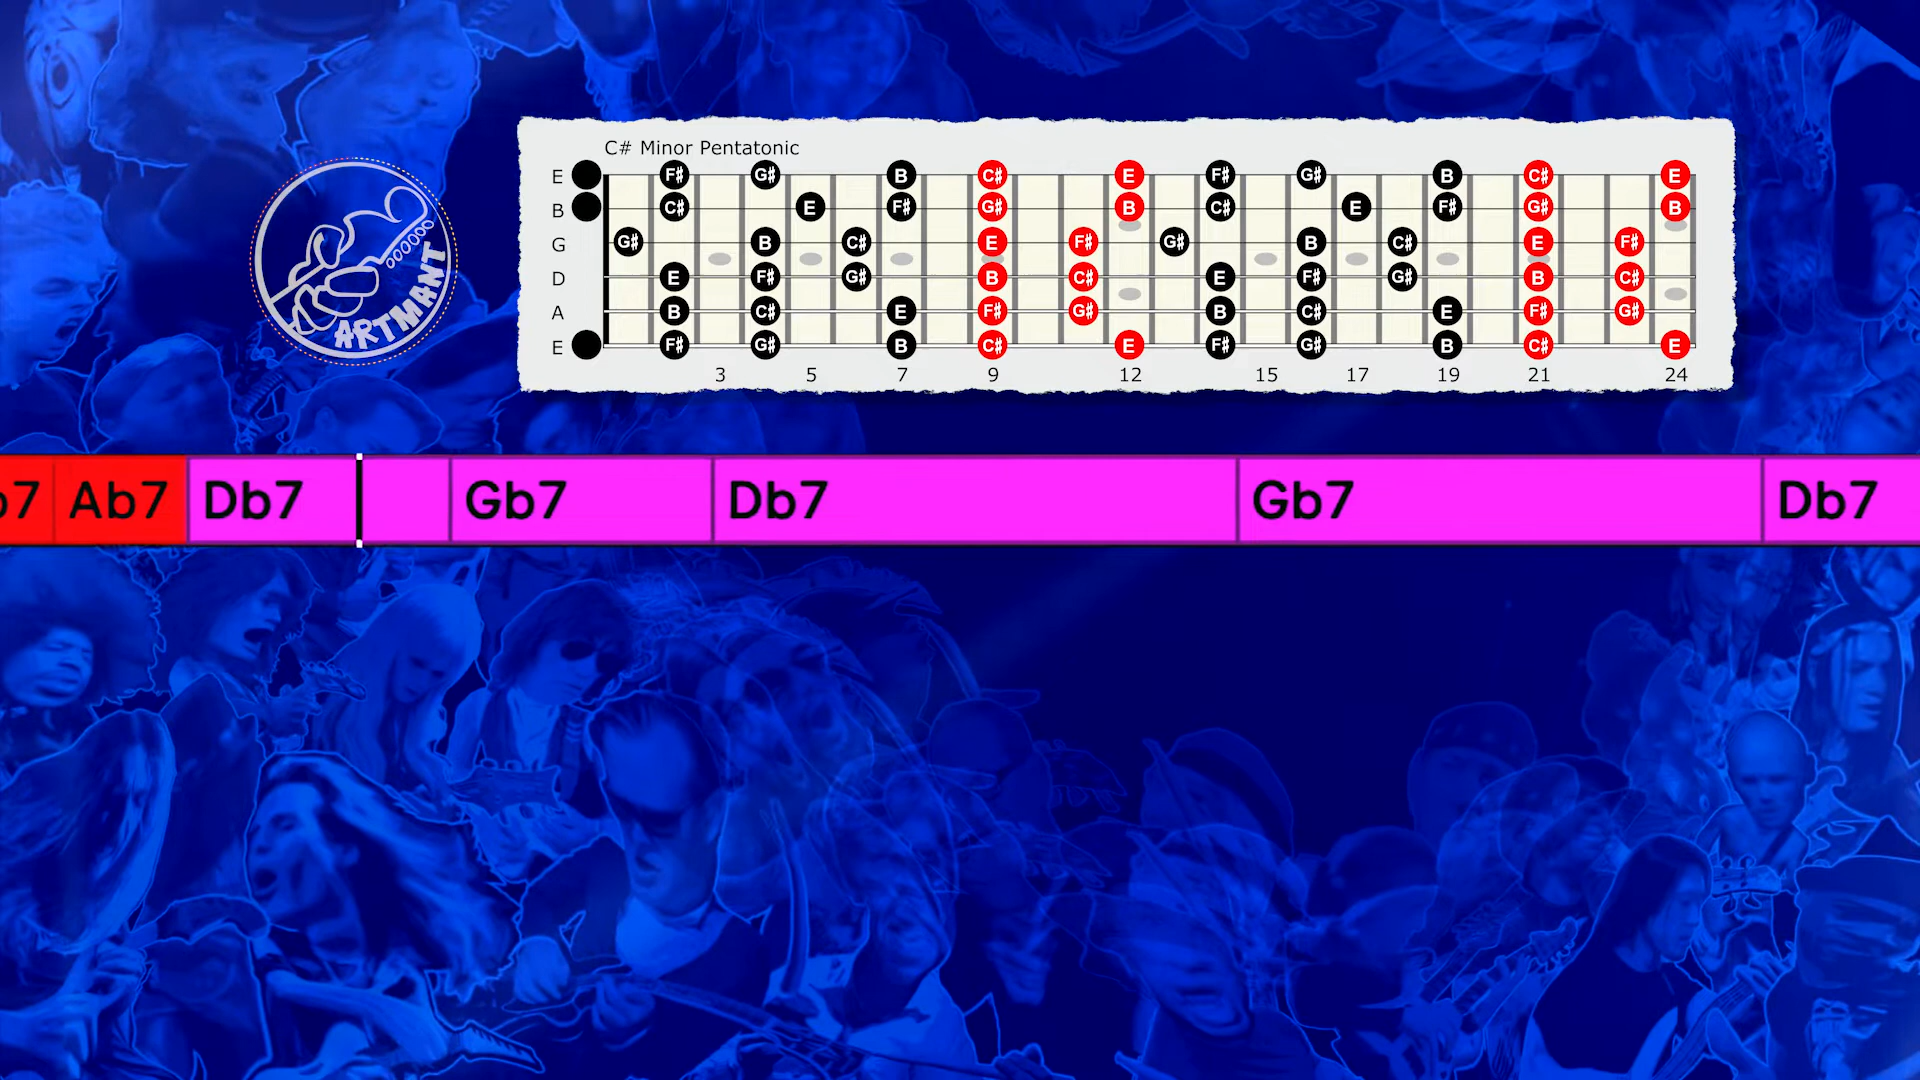 C# Minor Pentatonic
E F# G# B C# E F# G# B C# E
B C# E F# G# B C# E F# G# B
G G# B C# E F# G# B C# E F#
D E F# G# B C# E F# G# B C#
A B C# E F# G# B C# E F# G#
E F# G# B C# E F# G# B C# E
3 5 7 9 12 15 17 19 21 24
ARTMANT
b7 Ab7 Db7 Gb7 Db7 Gb7 Db7